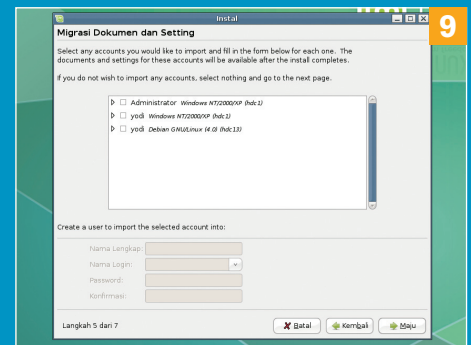 9
Instal
Migrasi Dokumen dan Setting
Select any accounts you would like to import and fill in the form below for each one. The
documents and settings for these accounts will be available after the install completes.
If you do not wish to import any accounts, select nothing and go to the next page.
Administrator Windows NT/2000/XP (hdc1)
yodi Windows NT/2000/XP (hdc1)
yodi Debian GNU/Linux (4.0) (hdc13)
Create a user to import the selected account into:
Nama Lengkap:
Nama Login:
Password:
Konfirmasi:
Langkah 5 dari 7
Batal Kembali Maju